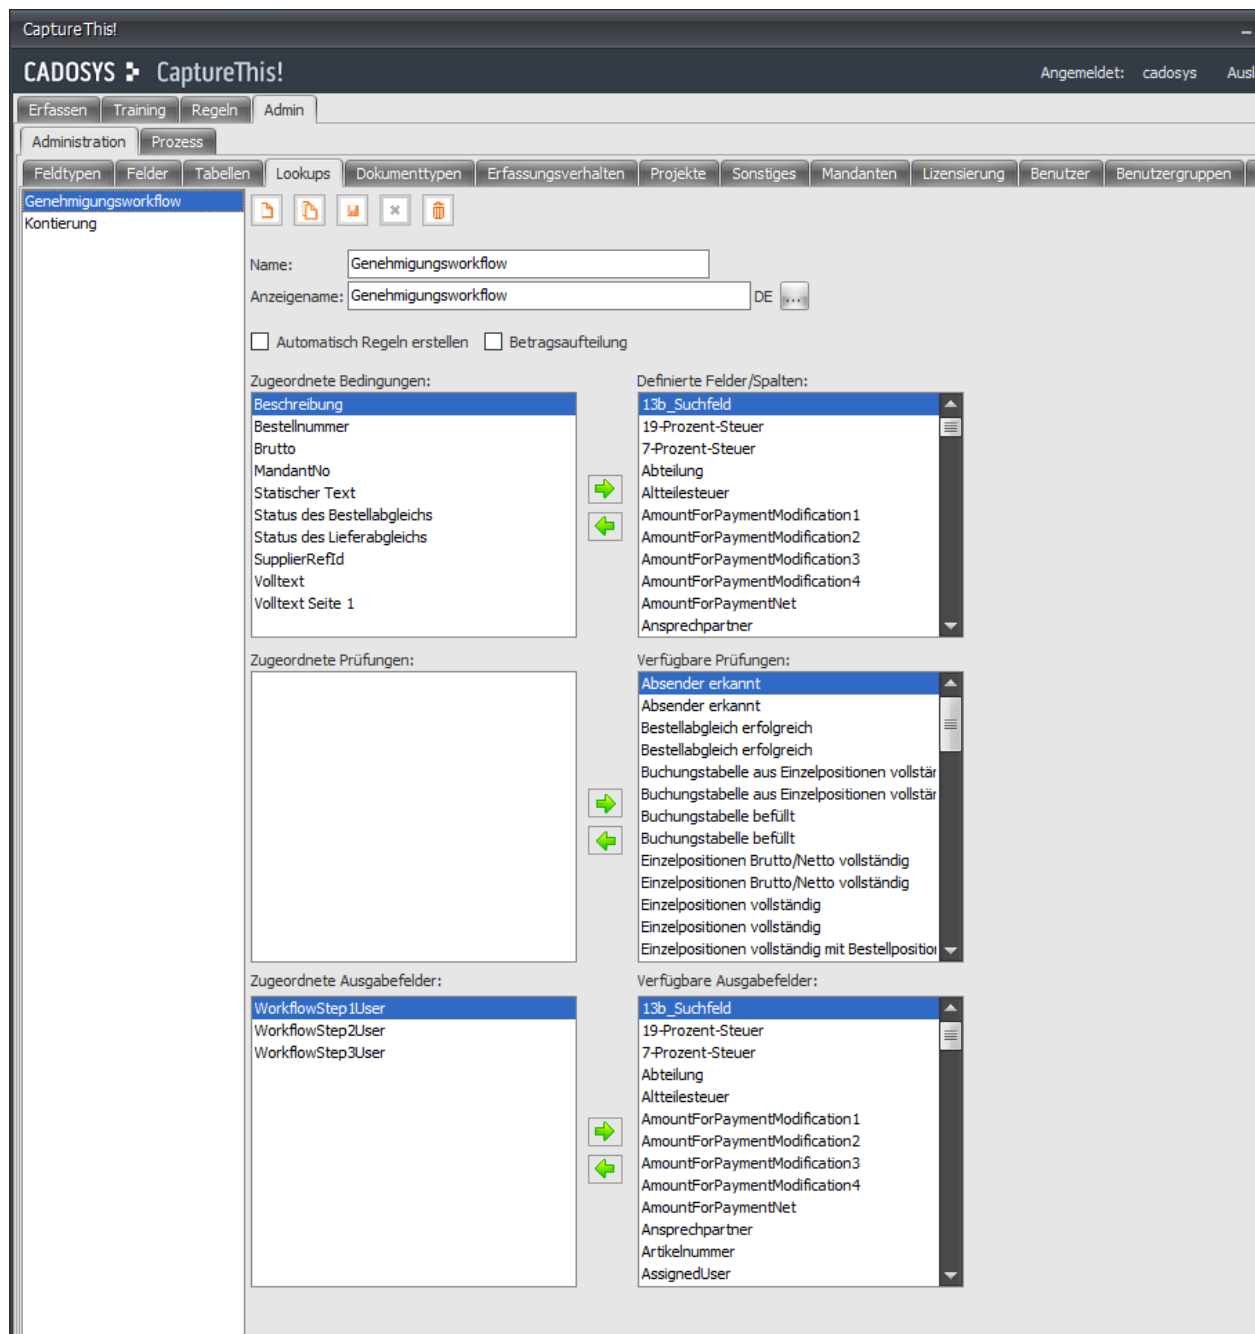 CaptureThis!
CADOSYS CaptureThis! Angemeldet: cadosys
Erfassen Training Regeln Admin
Administration Prozess
Feldtypen Felder Tabellen Lookups Dokumenttypen Erfassungsverhalten Projekte Sonstiges Mandanten Lizensierung Benutzer Benutzergruppen
Genehmigungsworkflow
Kontierung
Name: Genehmigungsworkflow
Anzeigename: Genehmigungsworkflow DE ...
Automatisch Regeln erstellen Betragsaufteilung
Zugeordnete Bedingungen:
Beschreibung
Bestellnummer
Brutto
MandantNo
Statischer Text
Status des Bestellabgleichs
Status des Lieferabgleichs
SupplierRefId
Volltext
Volltext Seite 1
Definierte Felder/Spalten:
13b_Suchfeld
19-Prozent-Steuer
7-Prozent-Steuer
Abteilung
Altteilesteuer
AmountForPaymentModification1
AmountForPaymentModification2
AmountForPaymentModification3
AmountForPaymentModification4
AmountForPaymentNet
Ansprechpartner
Zugeordnete Prüfungen:
Verfügbare Prüfungen:
Absender erkannt
Absender erkannt
Bestellabgleich erfolgreich
Bestellabgleich erfolgreich
Buchungstabelle aus Einzelpositionen vollstär
Buchungstabelle aus Einzelpositionen vollstär
Buchungstabelle befüllt
Buchungstabelle befüllt
Einzelpositionen Brutto/Netto vollständig
Einzelpositionen Brutto/Netto vollständig
Einzelpositionen vollständig
Einzelpositionen vollständig
Einzelpositionen vollständig mit Bestellposition
Zugeordnete Ausgabefelder:
WorkflowStep1User
WorkflowStep2User
WorkflowStep3User
Verfügbare Ausgabefelder:
13b_Suchfeld
19-Prozent-Steuer
7-Prozent-Steuer
Abteilung
Altteilesteuer
AmountForPaymentModification1
AmountForPaymentModification2
AmountForPaymentModification3
AmountForPaymentModification4
AmountForPaymentNet
Ansprechpartner
Artikelnummer
AssignedUser